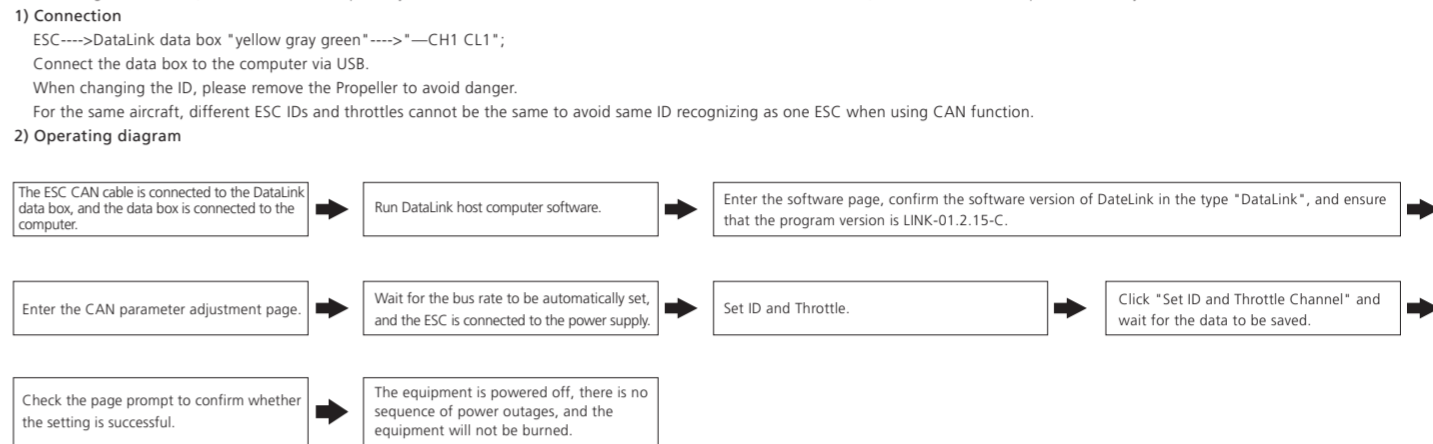 1) Connection
ESC---->DataLink data box "yellow gray green"---->"—CH1 CL1";
Connect the data box to the computer via USB.
When changing the ID, please remove the Propeller to avoid danger.
For the same aircraft, different ESC IDs and throttles cannot be the same to avoid same ID recognizing as one ESC when using CAN function.
2) Operating diagram
The ESC CAN cable is connected to the DataLink
data box, and the data box is connected to the
computer.
Run DataLink host computer software.
Enter the software page, confirm the software version of DateLink in the type "DataLink", and ensure
that the program version is LINK-01.2.15-C.
Enter the CAN parameter adjustment page.
Wait for the bus rate to be automatically set,
and the ESC is connected to the power supply.
Set ID and Throttle.
Click "Set ID and Throttle Channel" and
wait for the data to be saved.
Check the page prompt to confirm whether
the setting is successful.
The equipment is powered off, there is no
sequence of power outages, and the
equipment will not be burned.